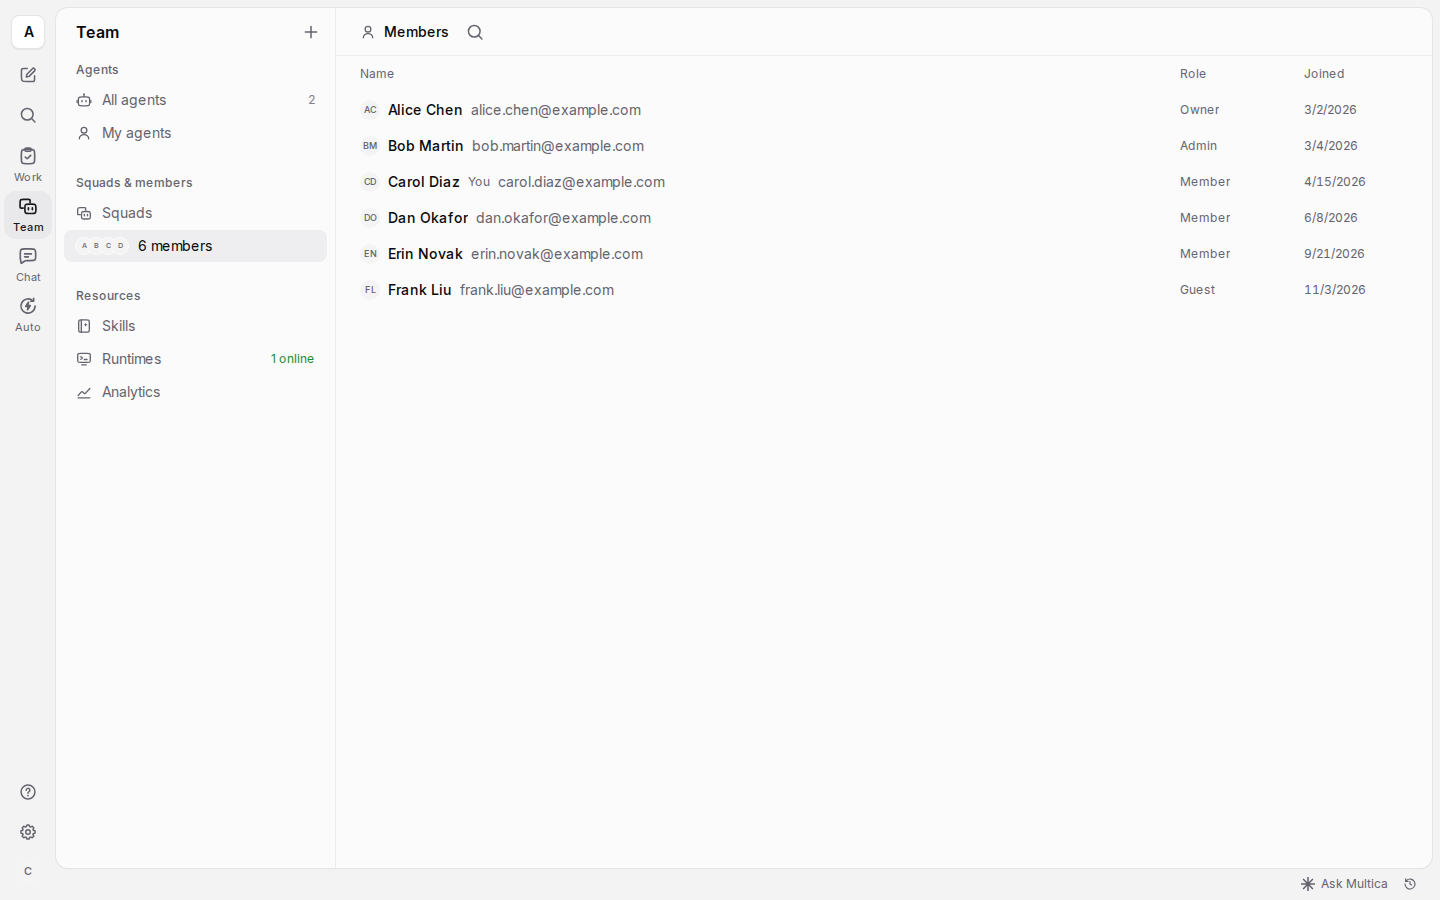 A
Work
Team
Chat
Auto
C
Team
Agents
All agents 2
My agents
Squads & members
Squads
A B C D 6 members
Resources
Skills
Runtimes 1 online
Analytics
Members
Name Role Joined
AC Alice Chen alice.chen@example.com Owner 3/2/2026
BM Bob Martin bob.martin@example.com Admin 3/4/2026
CD Carol Diaz You carol.diaz@example.com Member 4/15/2026
DO Dan Okafor dan.okafor@example.com Member 6/8/2026
EN Erin Novak erin.novak@example.com Member 9/21/2026
FL Frank Liu frank.liu@example.com Guest 11/3/2026
Ask Multica